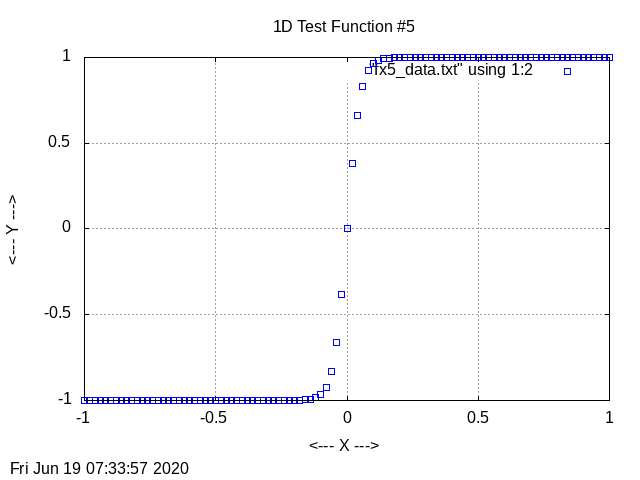 1D Test Function #5
1
0.5
0
-0.5
-1
-1
-0.5
0
0.5
1
<--- Y --->
<--- X --->
fx5_data.txt" using 1:2
Fri Jun 19 07:33:57 2020